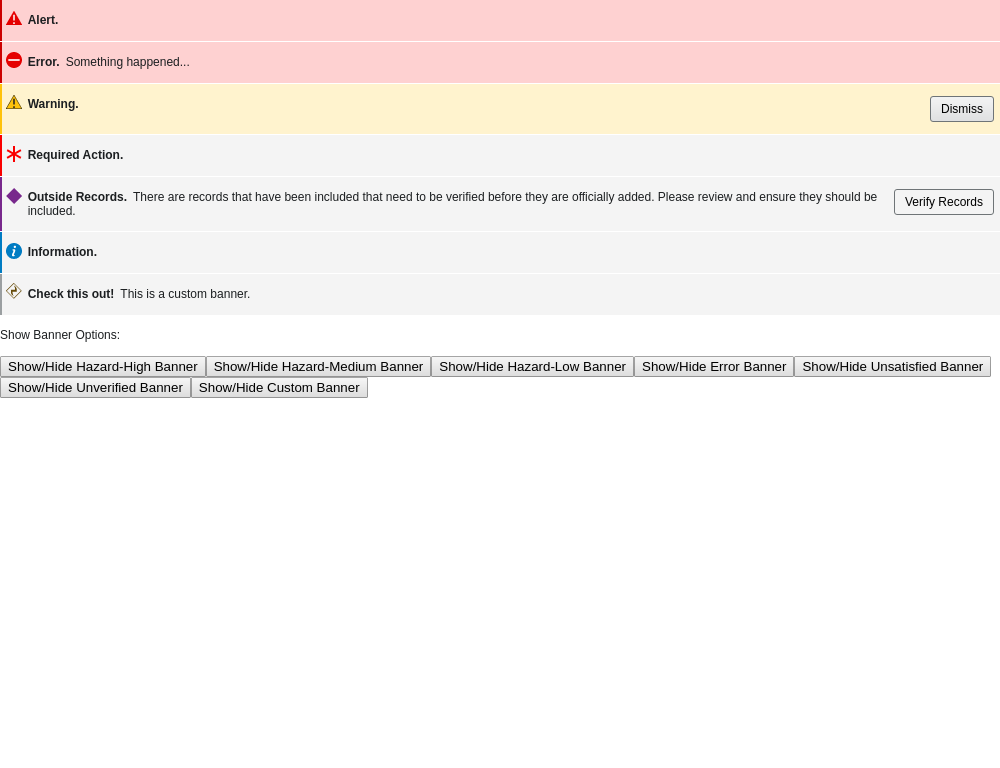 Alert.
Error. Something happened...
Warning.
Dismiss
Required Action.
Outside Records. There are records that have been included that need to be verified before they are officially added. Please review and ensure they should be
included.
Verify Records
Information.
Check this out! This is a custom banner.
Show Banner Options:
Show/Hide Hazard-High Banner Show/Hide Hazard-Medium Banner Show/Hide Hazard-Low Banner Show/Hide Error Banner Show/Hide Unsatisfied Banner
Show/Hide Unverified Banner Show/Hide Custom Banner